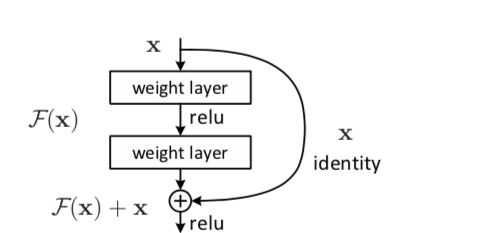 x
weight layer
relu
F(x)
x
weight layer
identity
F(x) + x
relu